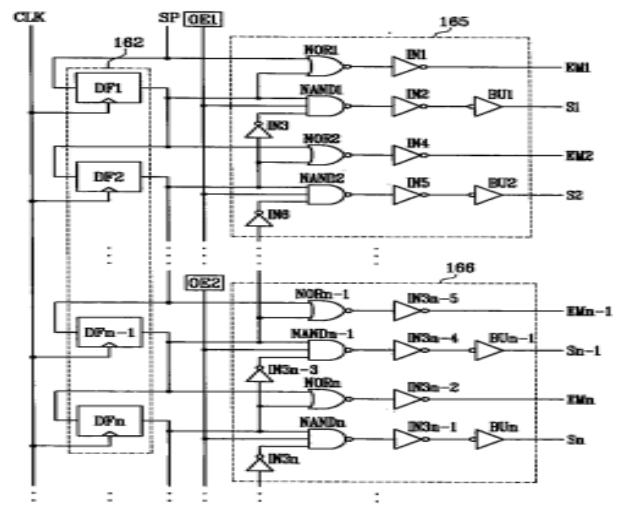 CLK SP OE1
162 165
NOR1 IN1 EM1
DF1
NAND1 IN2 BU1 S1
IN3
NOR2 IN4 EM2
DF2
NAND2 IN5 BU2 S2
IN6
OE2 166
NORn-1 IN3n-5 EMn-1
DFn-1
NANDn-1 IN3n-4 BUn-1 Sn-1
IN3n-3
NORn IN3n-2 EMn
DFn
NANDn IN3n-1 BUn Sn
IN3n